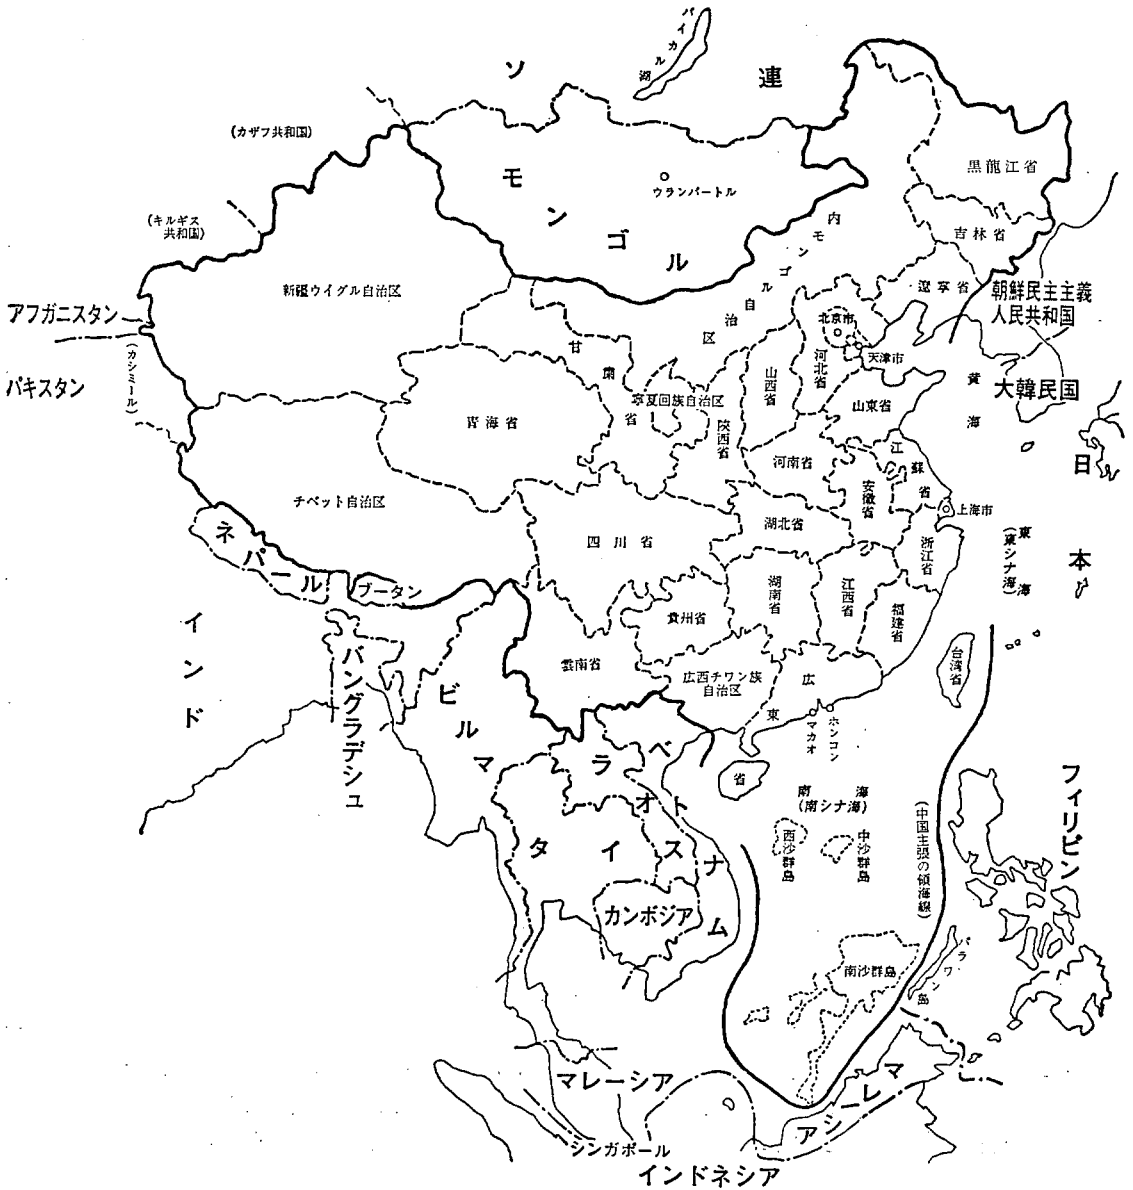 バイカル湖
ソ連
(カザフ共和国)
モンゴル
ウランバートル
黒龍江省
(キルギス
共和国)
内モンゴル自治区
吉林省
新疆ウイグル自治区
遼寧省
朝鮮民主主義
人民共和国
アフガニスタン
北京市
天津市
(カシミール)
甘粛省
河北省
山西省
黄海
パキスタン
大韓民国
寧夏回族自治区
山東省
青海省
陝西省
日本
河南省
江蘇省
安徽省
チベット自治区
上海市
湖北省
東海
(東シナ海)
四川省
浙江省
ネパール
ブータン
湖南省
江西省
福建省
貴州省
インド
バングラデシュ
雲南省
台湾省
広西チワン族
自治区
広東省
ビルマ
マカオ
ホンコン
ラオス
ベトナム
南海
(南シナ海)
フィリピン
(中国主張の領海線)
西沙群島
中沙群島
タイ
カンボジア
南沙群島
パラワン島
マレーシア
マレーシア
シンガポール
インドネシア